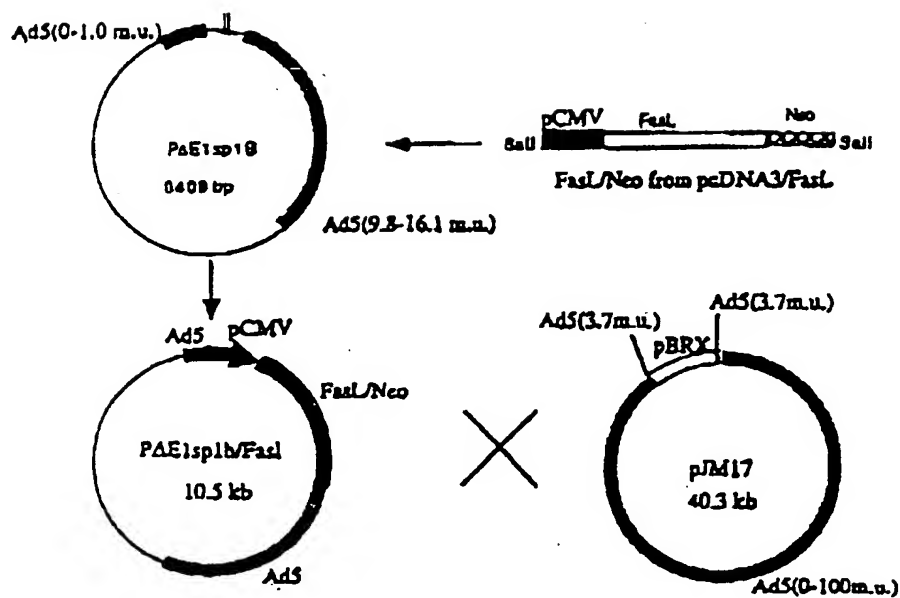 Ad5(0-1.0 m.u.)
PΔE1sp1B
6409 bp
Ad5(9.8-16.1 m.u.)
pCMV
FasL
Neo
SalI
SalI
FasL/Neo from pcDNA3/FasL
Ad5
pCMV
FasL/Neo
PΔE1sp1b/Fasl
10.5 kb
Ad5
Ad5(3.7m.u.)
Ad5(3.7m.u.)
pBRX
pJM17
40.3 kb
Ad5(0-100m.u.)